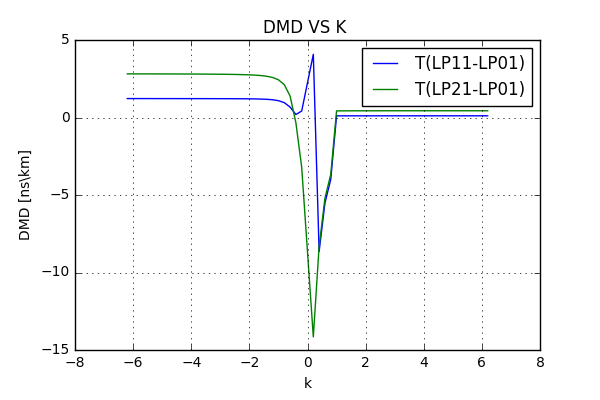 DMD VS K
T(LP11-LP01)
T(LP21-LP01)
DMD [ns\km]
5
0
−5
−10
−15
−8 −6 −4 −2 0 2 4 6 8
k